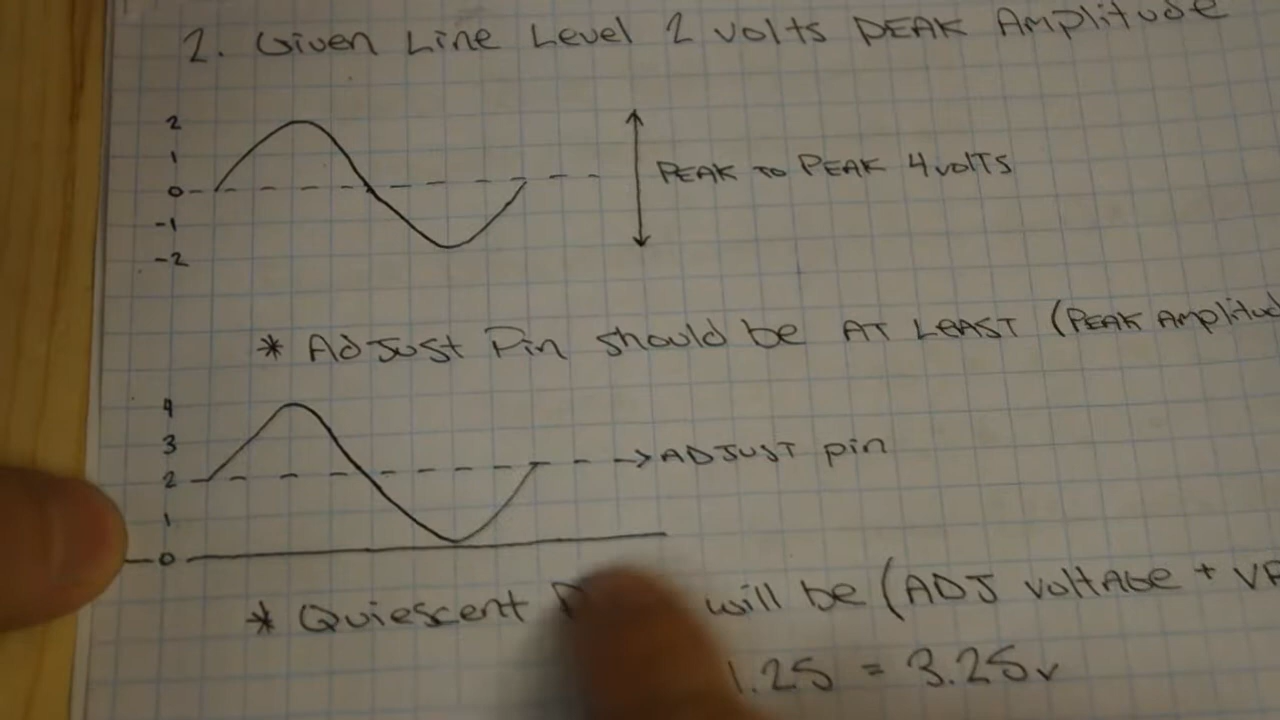 2. Given Line Level 2 volts PEAK Amplitude
2
1
0
-1
-2
PEAK to PEAK 4 volts
* ADJUST Pin should be AT LEAST (PEAK Amplitud
4
3
2
1
0
ADJUST pin
* Quiescent will be (ADJ voltage +
1.25 = 3.25v